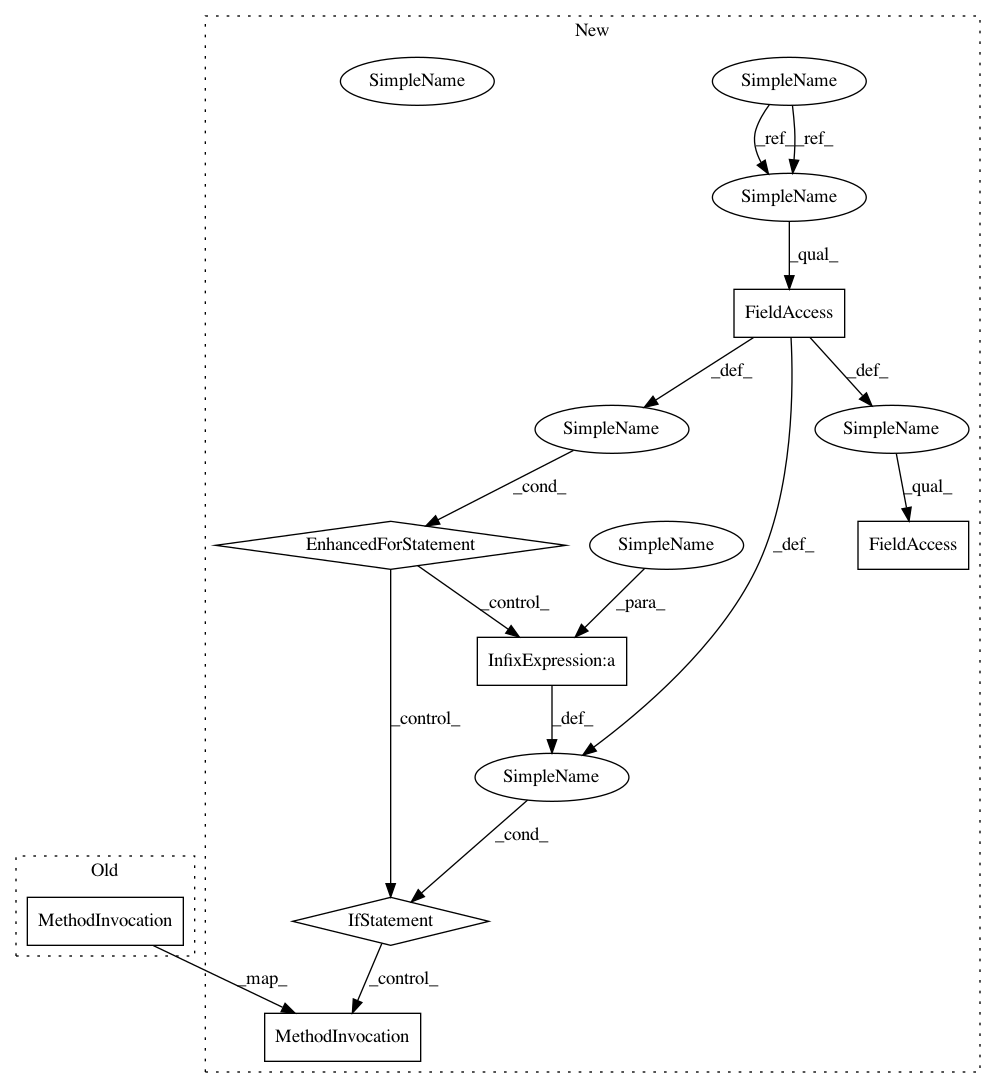 New
SimpleName
SimpleName
_ref_
_ref_
SimpleName
_qual_
FieldAccess
_def_
_def_
SimpleName
SimpleName
_cond_
_qual_
EnhancedForStatement
SimpleName
_def_
FieldAccess
_control_
_para_
InfixExpression:a
_control_
_def_
SimpleName
_cond_
Old
MethodInvocation
IfStatement
_map_
_control_
MethodInvocation